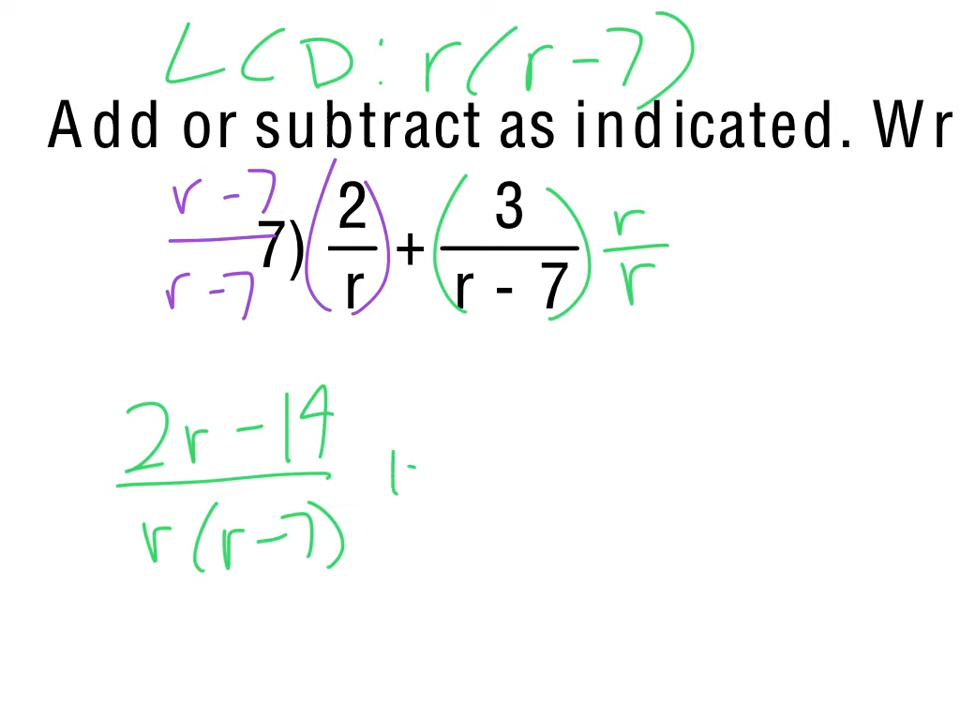 LCD: r(r-7)
Add or subtract as indicated. Wr
r-7 2 3 r
7) ( ) + ( )
r-7 r r - 7 r
2r-14
r(r-7)